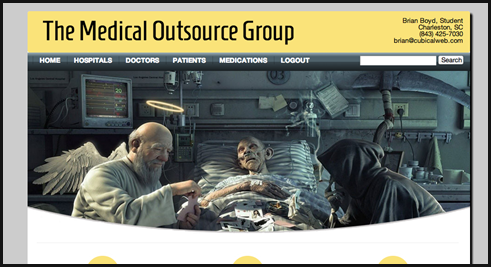 The Medical Outsource Group
Brian Boyd, Student
Charleston, SC
(843) 425-7030
brian@cubicalweb.com
HOME HOSPITALS DOCTORS PATIENTS MEDICATIONS LOGOUT Search